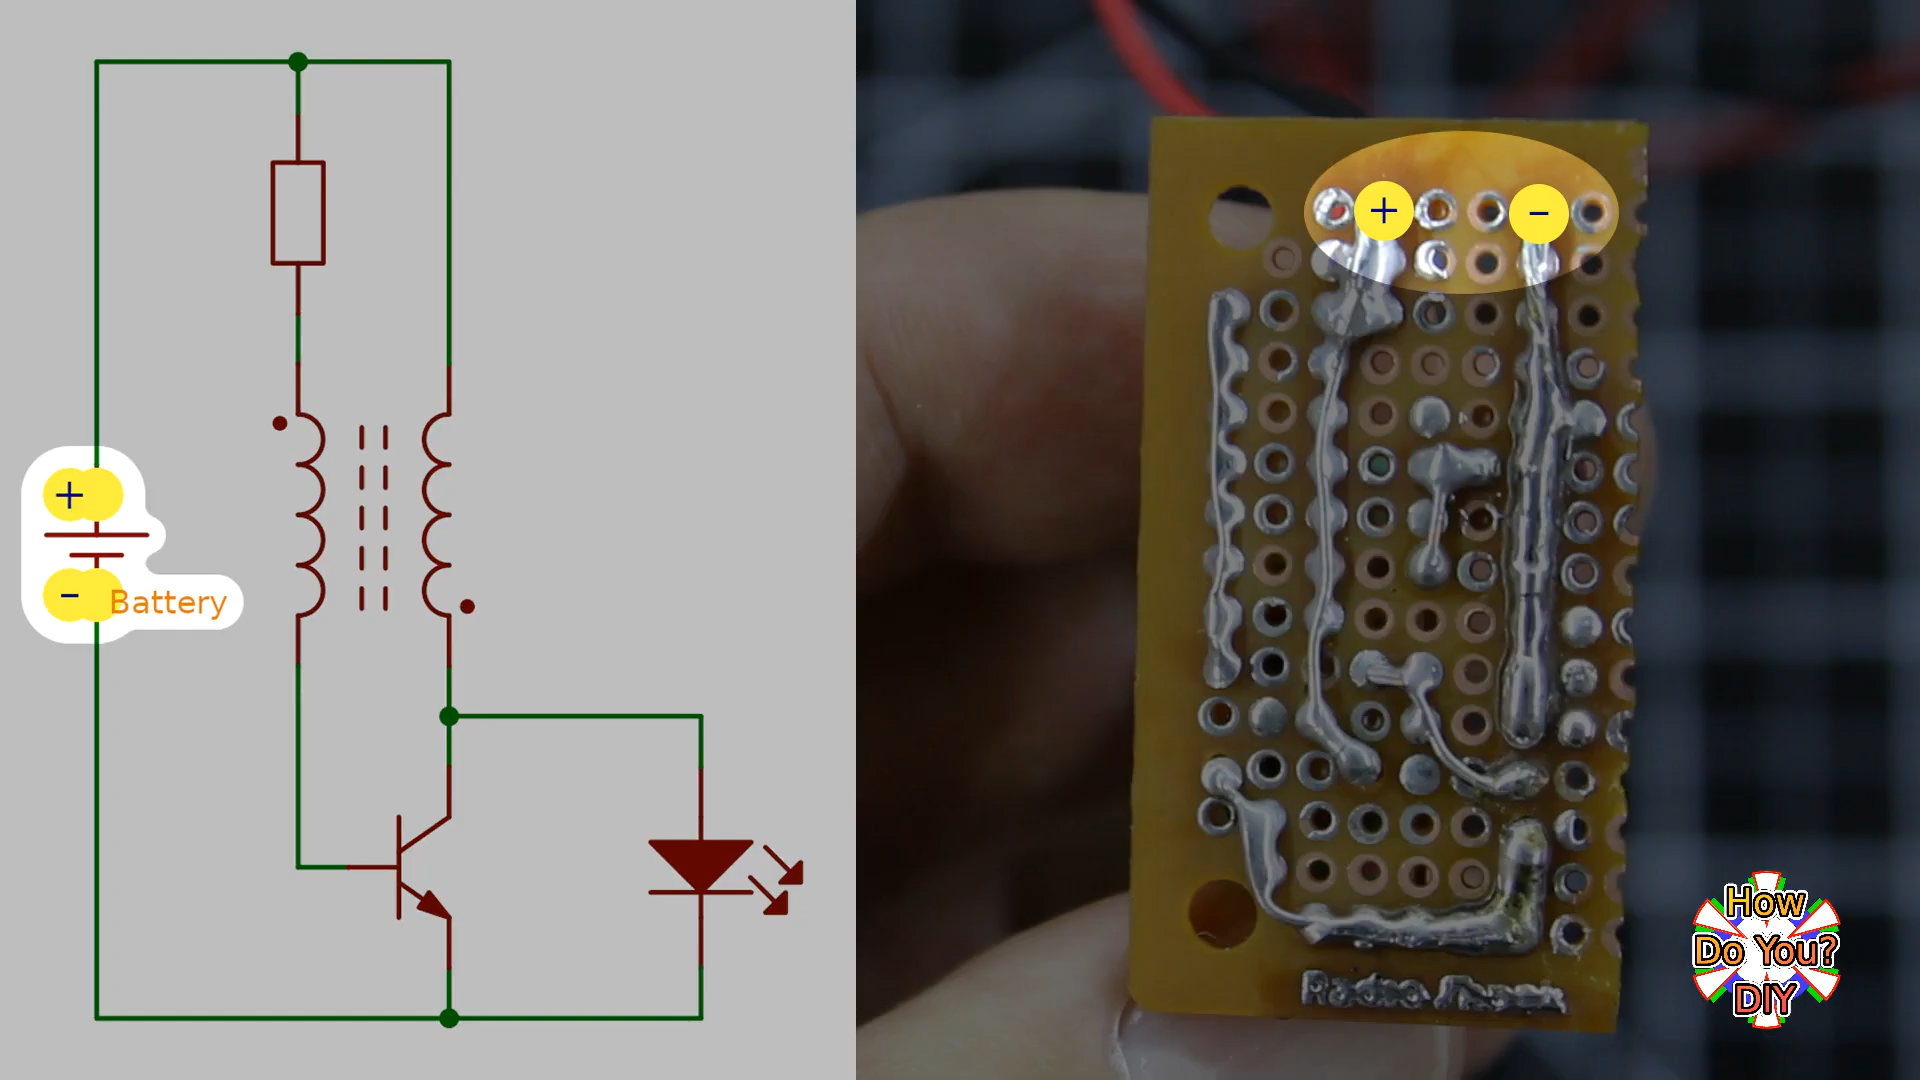 +
-
Battery
+
-
How
Do You?
DIY